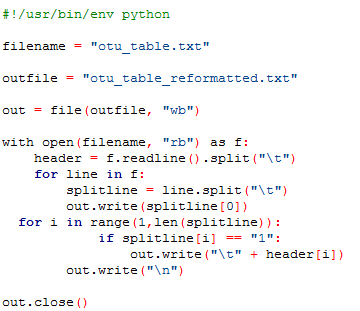 #!/usr/bin/env python

filename = "otu_table.txt"

outfile = "otu_table_reformatted.txt"

out = file(outfile, "wb")

with open(filename, "rb") as f:
    header = f.readline().split("\t")
    for line in f:
        splitline = line.split("\t")
        out.write(splitline[0])
  for i in range(1,len(splitline)):
            if splitline[i] == "1":
                out.write("\t" + header[i])
        out.write("\n")

out.close()